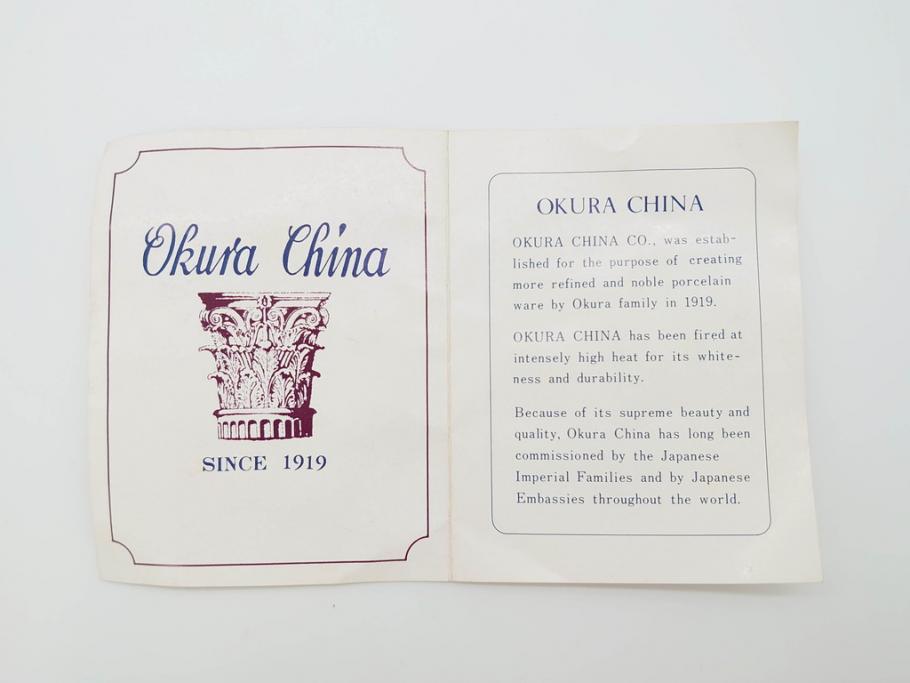 Okura China
SINCE 1919
OKURA CHINA
OKURA CHINA CO., was estab-
lished for the purpose of creating
more refined and noble porcelain
ware by Okura family in 1919.
OKURA CHINA has been fired at
intensely high heat for its white-
ness and durability.
Because of its supreme beauty and
quality, Okura China has long been
commissioned by the Japanese
Imperial Families and by Japanese
Embassies throughout the world.